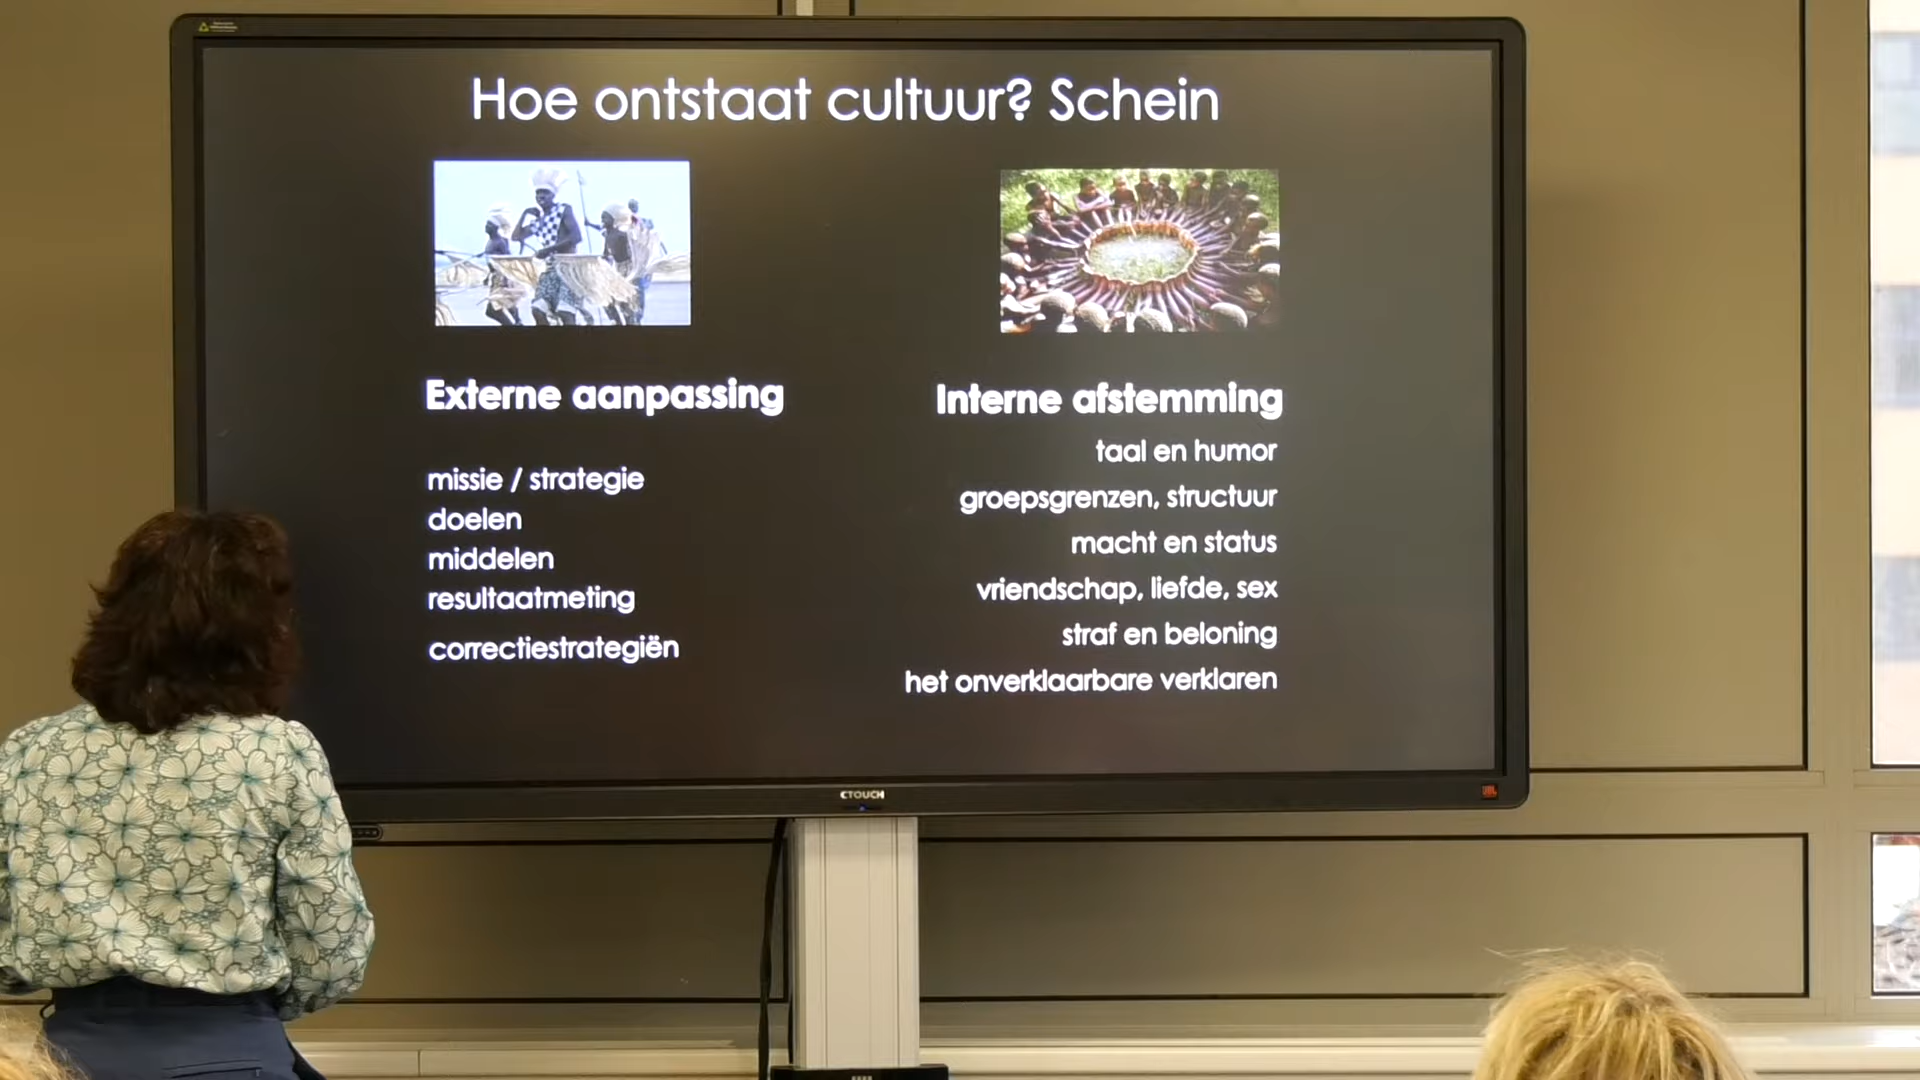 Hoe ontstaat cultuur? Schein
Externe aanpassing
missie / strategie
doelen
middelen
resultaatmeting
correctiestrategiën
Interne afstemming
taal en humor
groepsgrenzen, structuur
macht en status
vriendschap, liefde, sex
straf en beloning
het onverklaarbare verklaren
CTOUCH
JBL